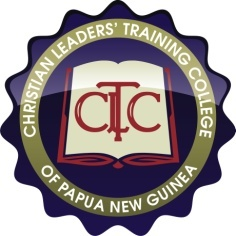 CHRISTIAN LEADERS' TRAINING COLLEGE
CLTC
OF PAPUA NEW GUINEA